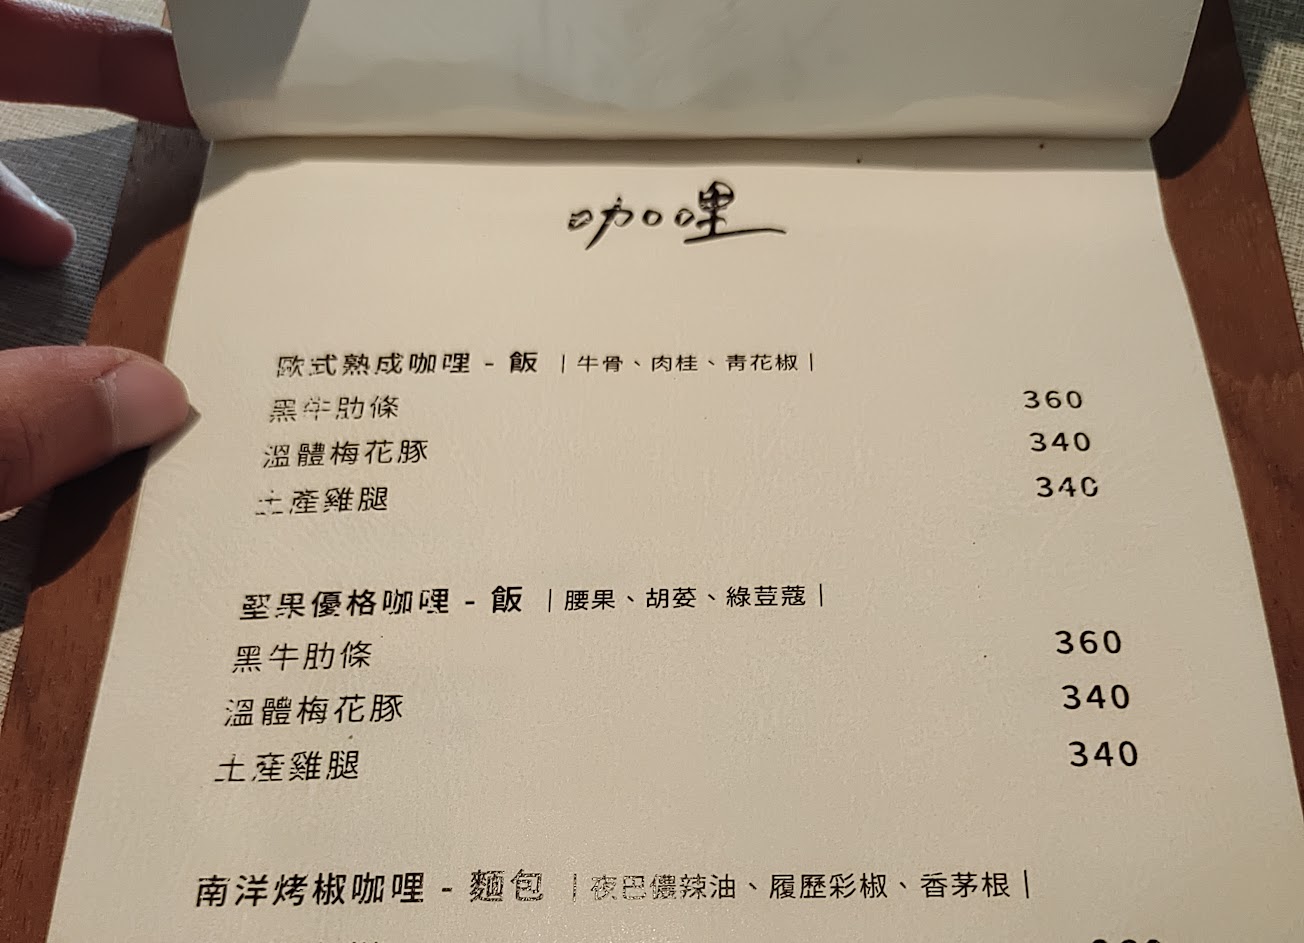 咖哩
歐式熟成咖哩 - 飯 | 牛骨、肉桂、青花椒 |
黑牛肋條 360
溫體梅花豚 340
土產雞腿 340
堅果優格咖哩 - 飯 | 腰果、胡荽、綠荳蔻 |
黑牛肋條 360
溫體梅花豚 340
土產雞腿 340
南洋烤椒咖哩 - 麵包 | 峇巴儂辣油、履歷彩椒、香茅根 |